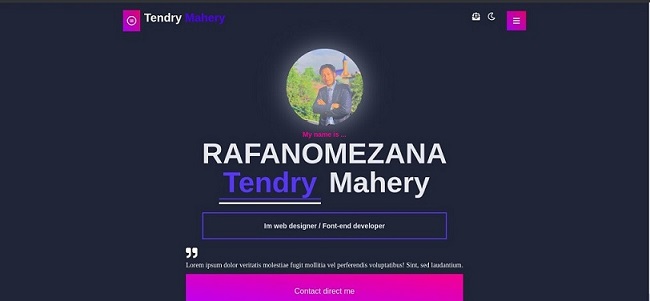 Tendry Mahery
My name is ...
RAFANOMEZANA
Tendry Mahery
Im web designer / Font-end developer
Lorem ipsum dolor veritatis molestiae fugit mollitia vel perferendis voluptatibus! Sint, sed laudantium.
Contact direct me